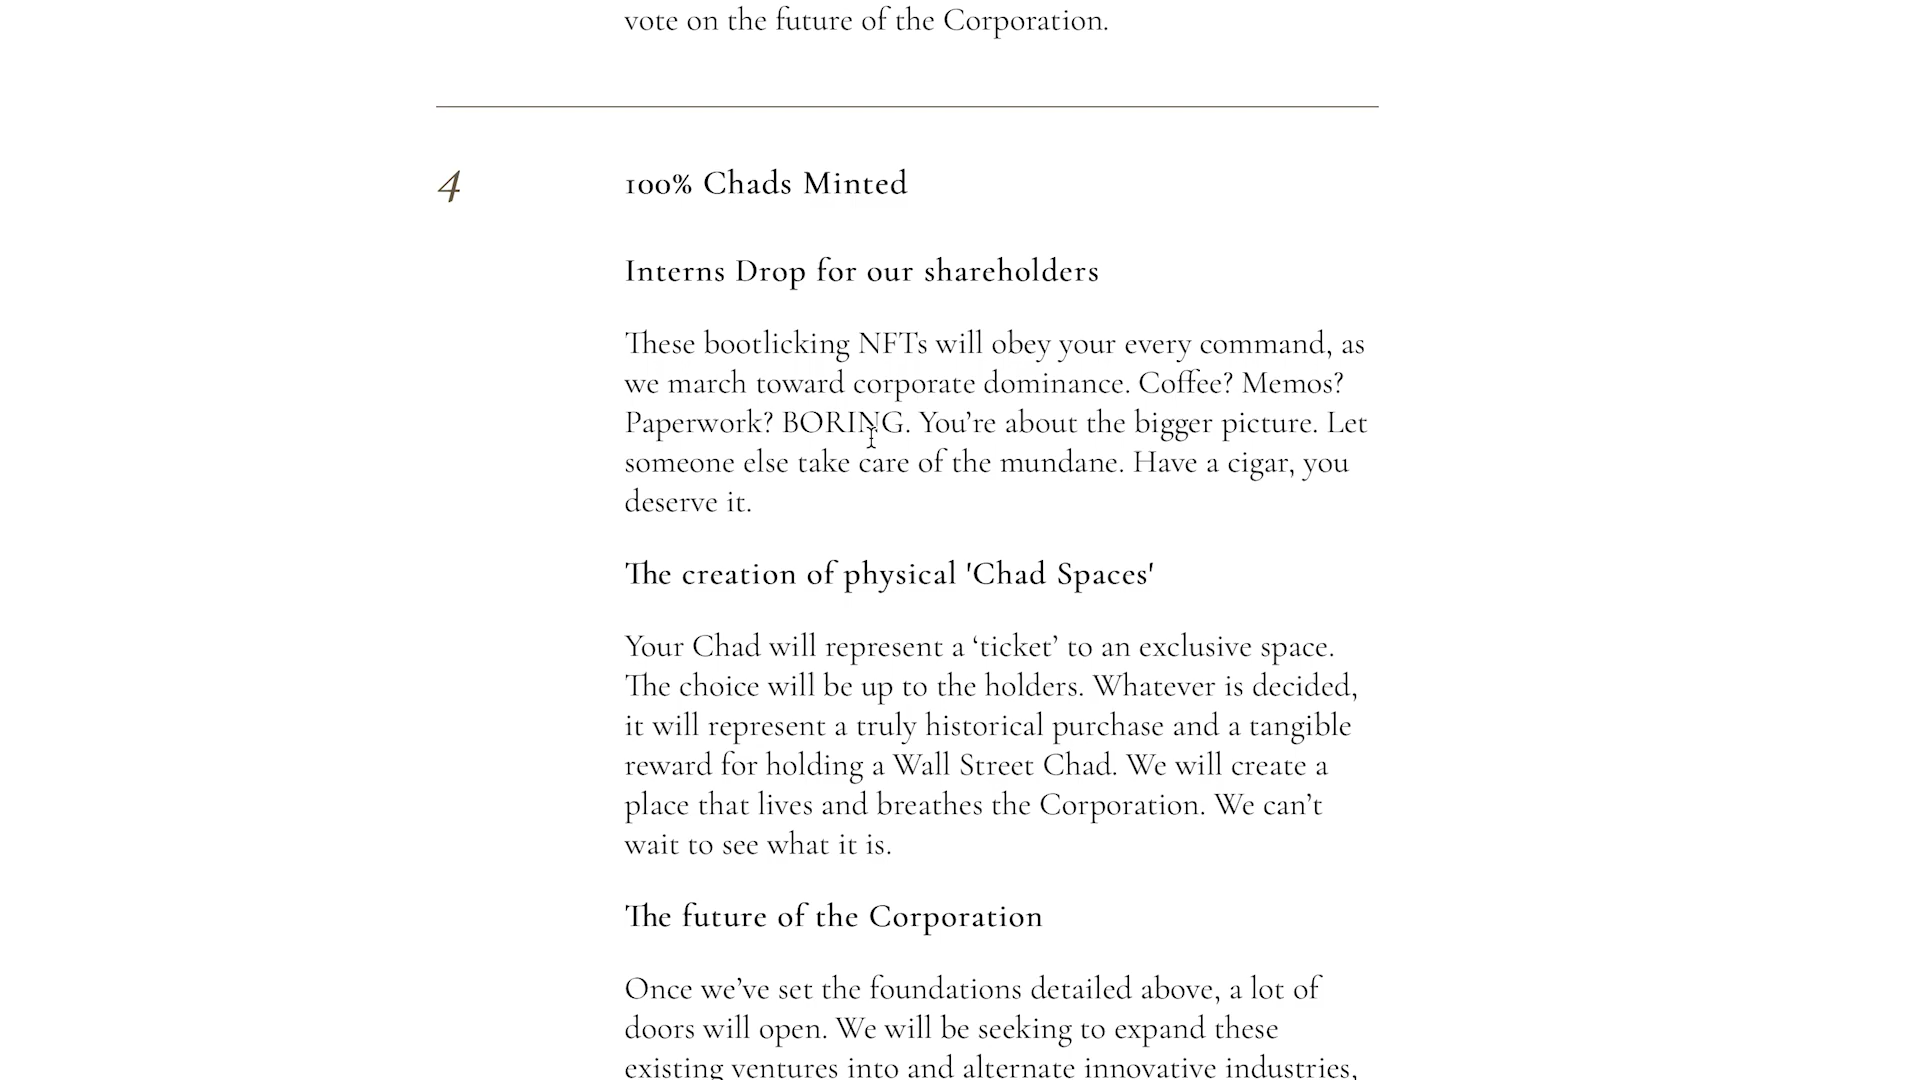 vote on the future of the Corporation.
4
100% Chads Minted
Interns Drop for our shareholders
These bootlicking NFTs will obey your every command, as
we march toward corporate dominance. Coffee? Memos?
Paperwork? BORING. You’re about the bigger picture. Let
someone else take care of the mundane. Have a cigar, you
deserve it.
The creation of physical 'Chad Spaces'
Your Chad will represent a ‘ticket’ to an exclusive space.
The choice will be up to the holders. Whatever is decided,
it will represent a truly historical purchase and a tangible
reward for holding a Wall Street Chad. We will create a
place that lives and breathes the Corporation. We can’t
wait to see what it is.
The future of the Corporation
Once we’ve set the foundations detailed above, a lot of
doors will open. We will be seeking to expand these
existing ventures into and alternate innovative industries,